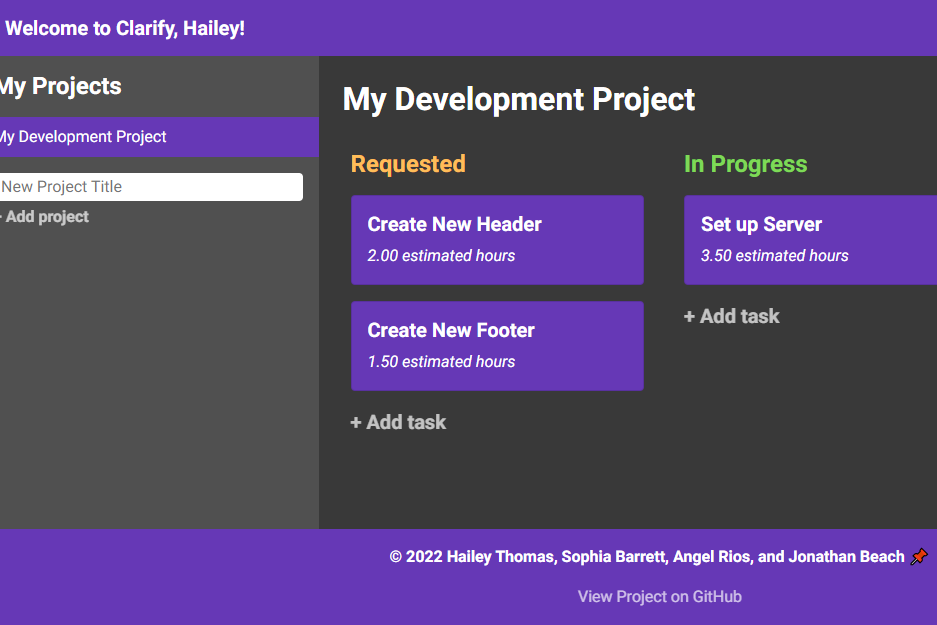 Welcome to Clarify, Hailey!
My Projects
My Development Project
New Project Title
+ Add project
My Development Project
Requested
Create New Header
2.00 estimated hours
Create New Footer
1.50 estimated hours
+ Add task
In Progress
Set up Server
3.50 estimated hours
+ Add task
© 2022 Hailey Thomas, Sophia Barrett, Angel Rios, and Jonathan Beach 📌
View Project on GitHub